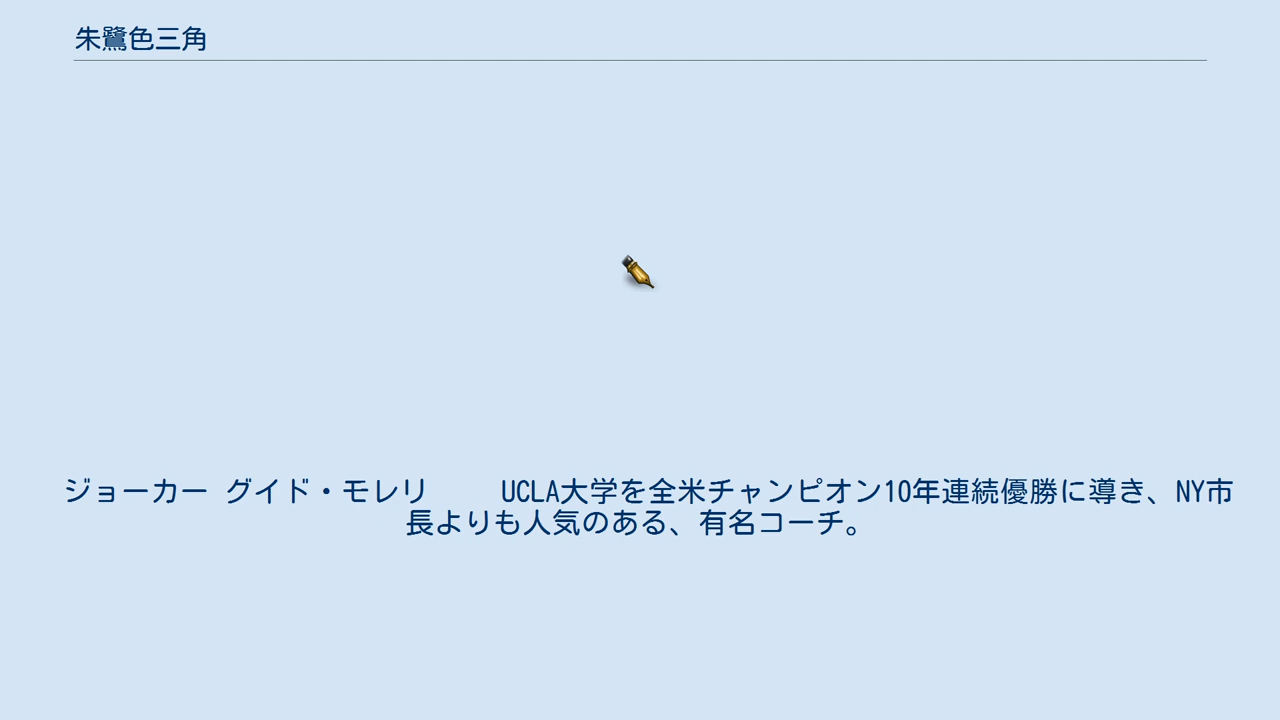 朱鷺色三角
ジョーカー グイド・モレリ　　UCLA大学を全米チャンピオン10年連続優勝に導き、NY市
長よりも人気のある、有名コーチ。